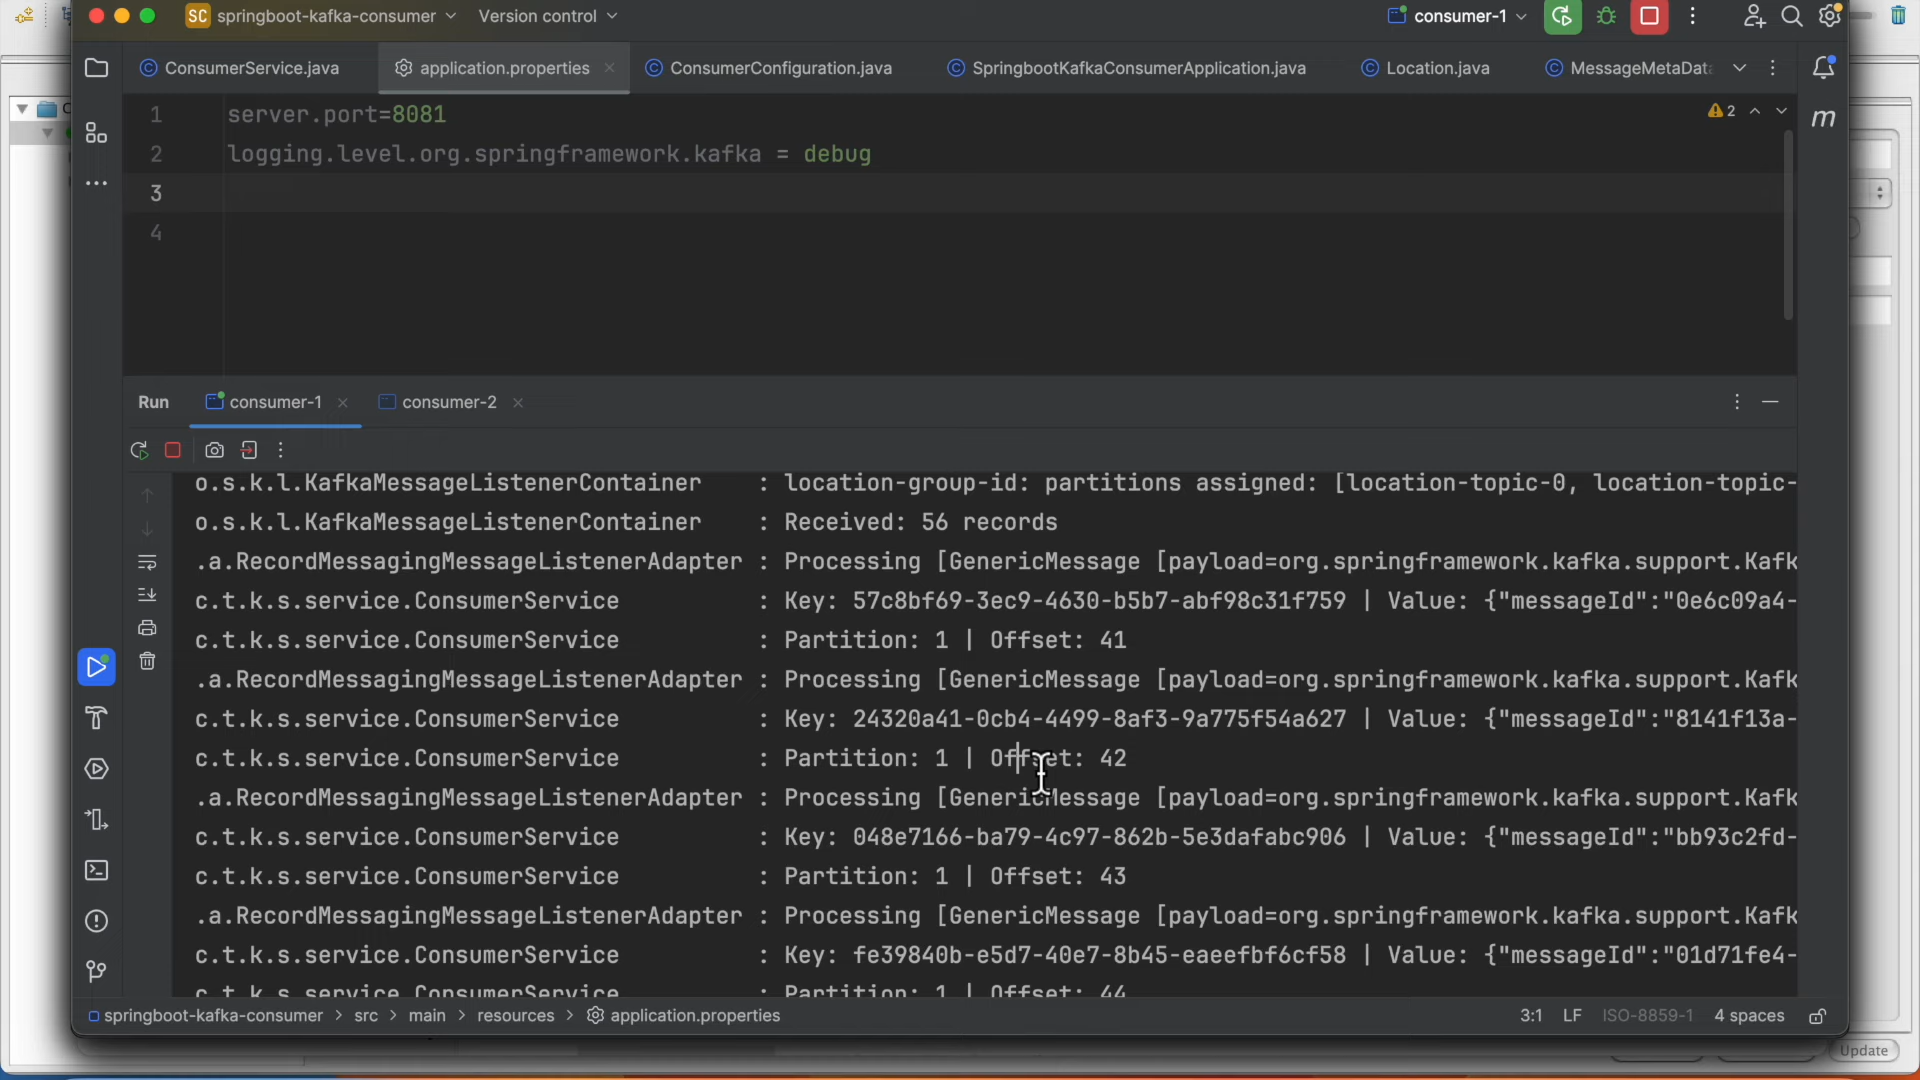 SC springboot-kafka-consumer Version control consumer-1
ConsumerService.java application.properties ConsumerConfiguration.java SpringbootKafkaConsumerApplication.java Location.java MessageMetaDat
1 server.port=8081
2 logging.level.org.springframework.kafka = debug
3
4
2
m
Run consumer-1 consumer-2
o.s.k.l.KafkaMessageListenerContainer : location-group-id: partitions assigned: [location-topic-0, location-topic-
o.s.k.l.KafkaMessageListenerContainer : Received: 56 records
.a.RecordMessagingMessageListenerAdapter : Processing [GenericMessage [payload=org.springframework.kafka.support.Kafk
c.t.k.s.service.ConsumerService : Key: 57c8bf69-3ec9-4630-b5b7-abf98c31f759 | Value: {"messageId":"0e6c09a4-
c.t.k.s.service.ConsumerService : Partition: 1 | Offset: 41
.a.RecordMessagingMessageListenerAdapter : Processing [GenericMessage [payload=org.springframework.kafka.support.Kafk
c.t.k.s.service.ConsumerService : Key: 24320a41-0cb4-4499-8af3-9a775f54a627 | Value: {"messageId":"8141f13a-
c.t.k.s.service.ConsumerService : Partition: 1 | Offset: 42
.a.RecordMessagingMessageListenerAdapter : Processing [GenericMessage [payload=org.springframework.kafka.support.Kafk
c.t.k.s.service.ConsumerService : Key: 048e7166-ba79-4c97-862b-5e3dafabc906 | Value: {"messageId":"bb93c2fd-
c.t.k.s.service.ConsumerService : Partition: 1 | Offset: 43
.a.RecordMessagingMessageListenerAdapter : Processing [GenericMessage [payload=org.springframework.kafka.support.Kafk
c.t.k.s.service.ConsumerService : Key: fe39840b-e5d7-40e7-8b45-eaeefbf6cf58 | Value: {"messageId":"01d71fe4-
c.t.k.s.service.ConsumerService : Partition: 1 | Offset: 44
springboot-kafka-consumer > src > main > resources > application.properties 3:1 LF ISO-8859-1 4 spaces
Update